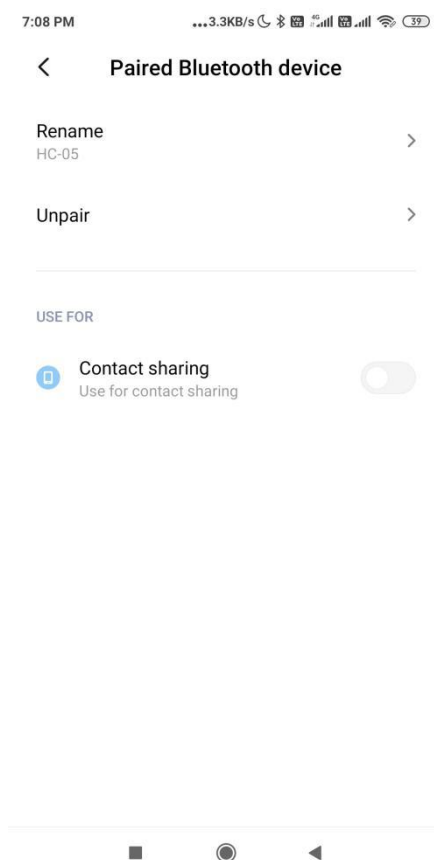 7:08 PM ...3.3KB/s 4G 39
Paired Bluetooth device
Rename
HC-05
Unpair
USE FOR
Contact sharing
Use for contact sharing